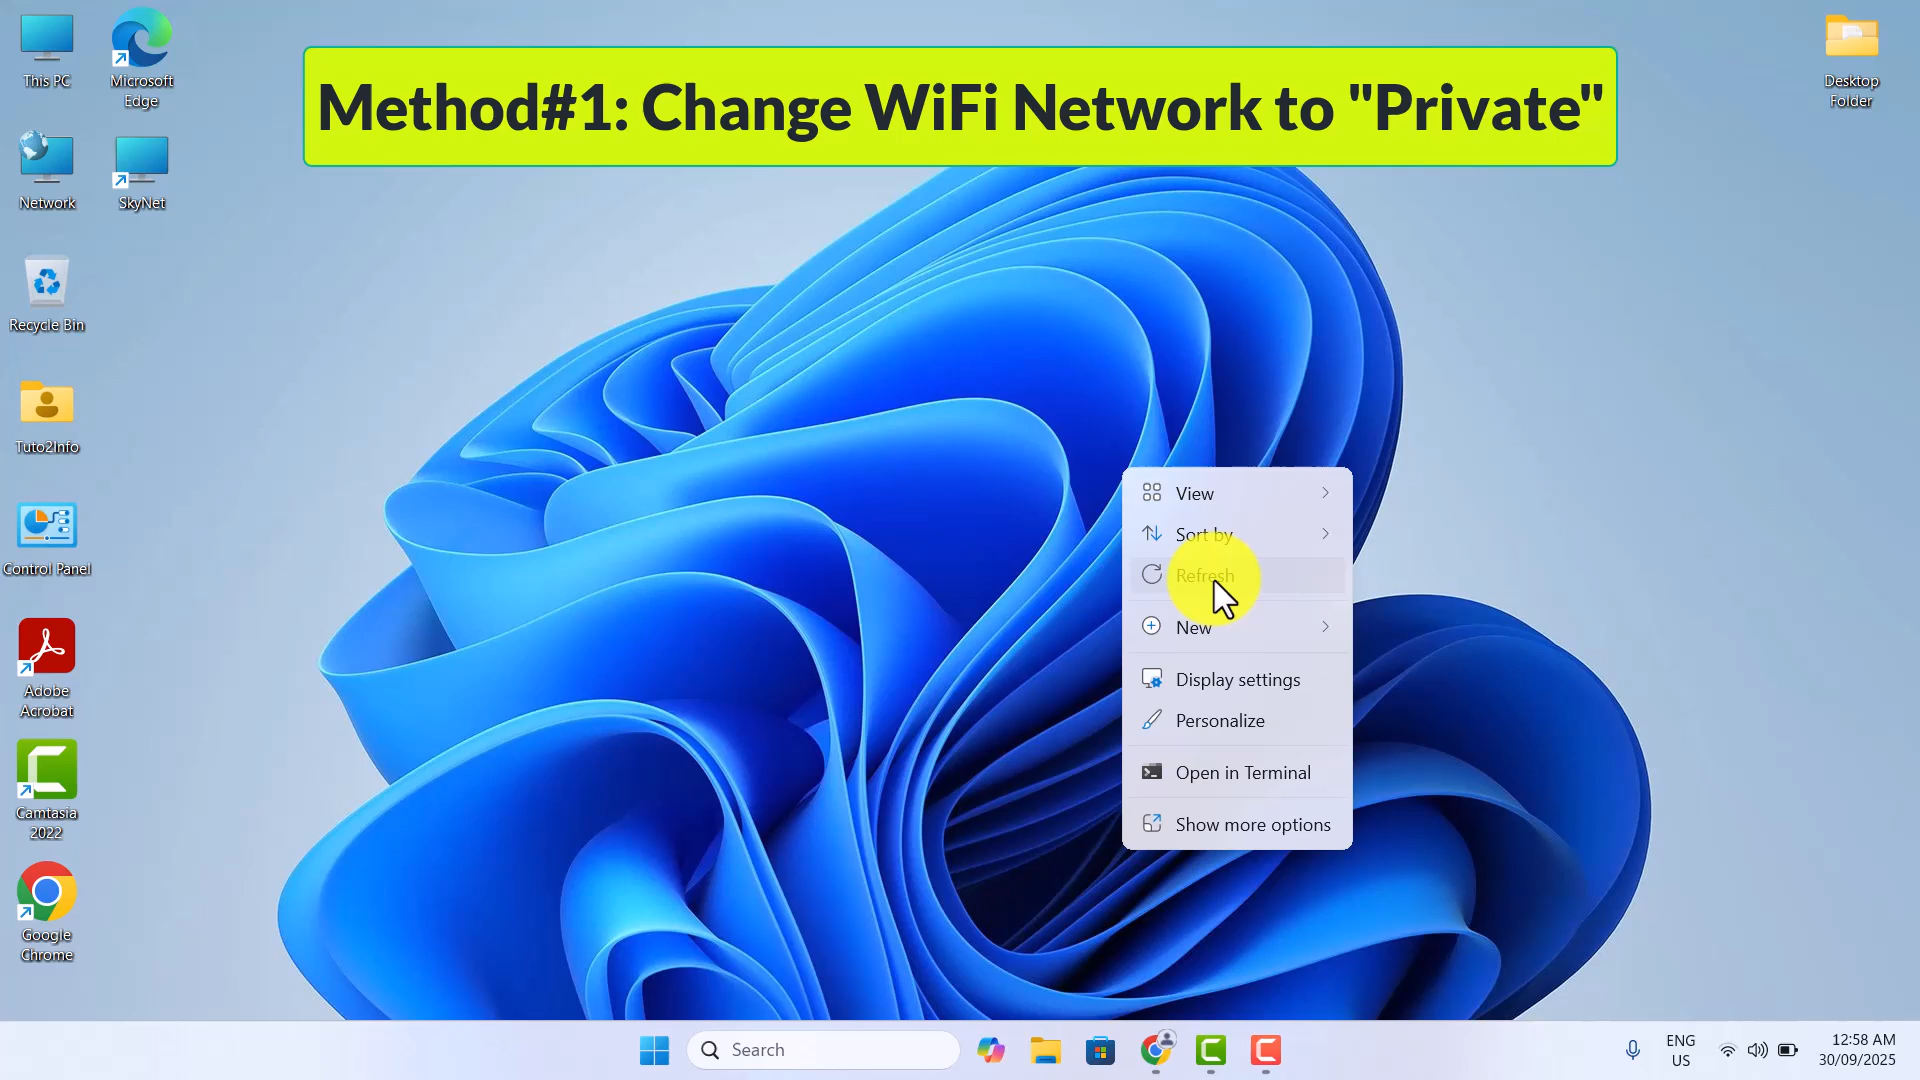 Method#1: Change WiFi Network to "Private"
This PC
Microsoft
Edge
Desktop
Folder
Network
SkyNet
Recycle Bin
Tuto2Info
Control Panel
Adobe
Acrobat
Camtasia
2022
Google
Chrome
View
Sort by
Refresh
New
Display settings
Personalize
Open in Terminal
Show more options
Search
ENG
US
12:58 AM
30/09/2025